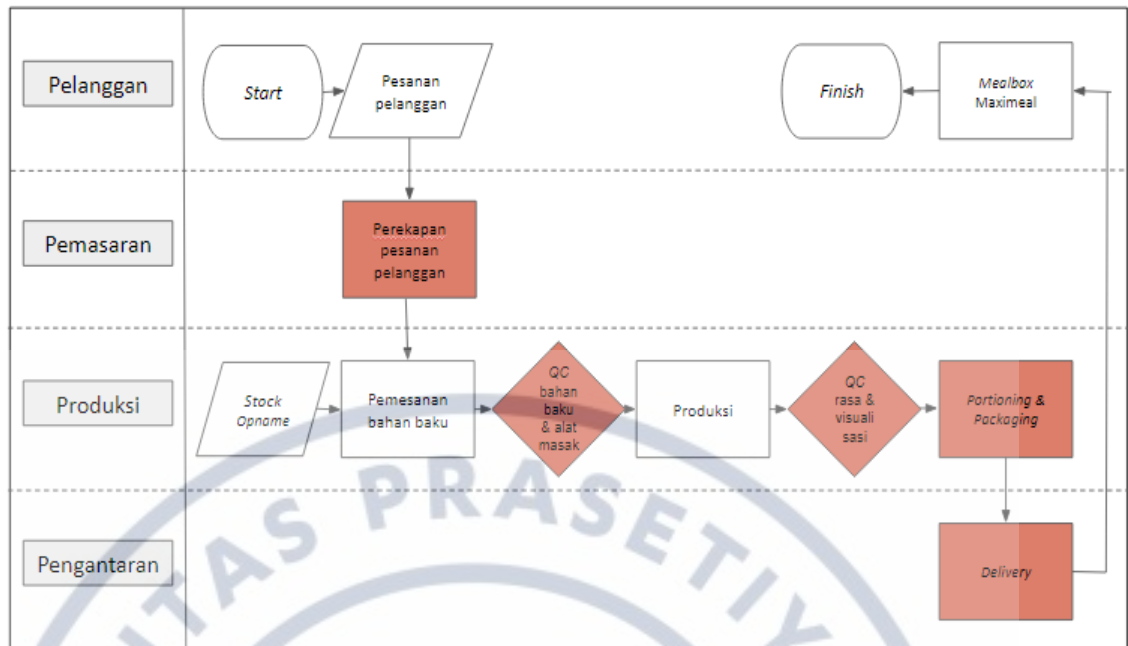 Pelanggan
Start
Pesanan
pelanggan
Finish
Mealbox
Maximeal
Pemasaran
Perekapan
pesanan
pelanggan
Produksi
Stock
Opname
Pemesanan
bahan baku
QC
bahan
baku
& alat
masak
Produksi
QC
rasa &
visuali
sasi
Portioning &
Packaging
Pengantaran
Delivery
ITAS PRASETIY